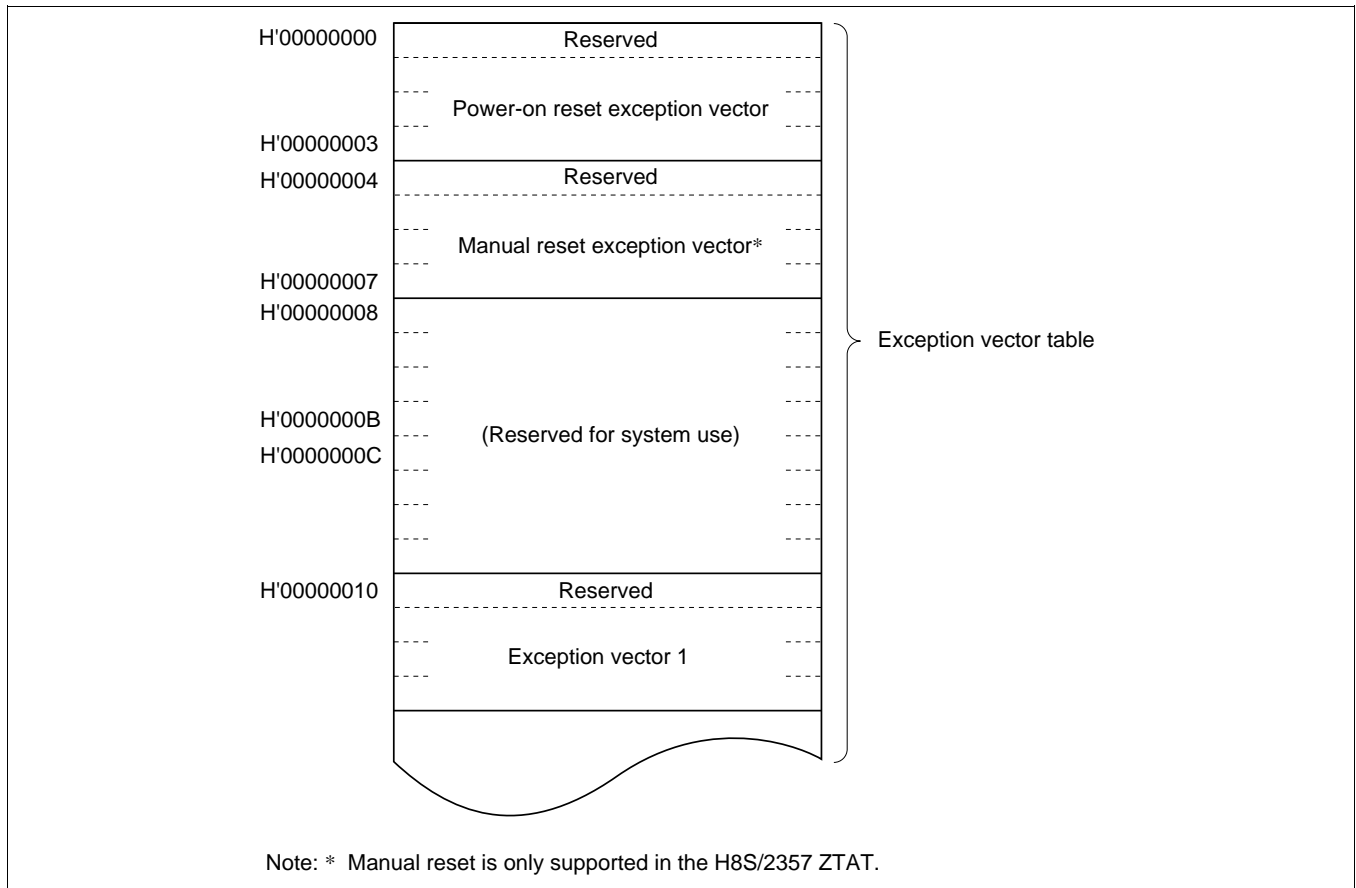 H'00000000
Reserved
Power-on reset exception vector
H'00000003
H'00000004
Reserved
Manual reset exception vector*
H'00000007
H'00000008
Exception vector table
H'0000000B
(Reserved for system use)
H'0000000C
H'00000010
Reserved
Exception vector 1
Note: * Manual reset is only supported in the H8S/2357 ZTAT.